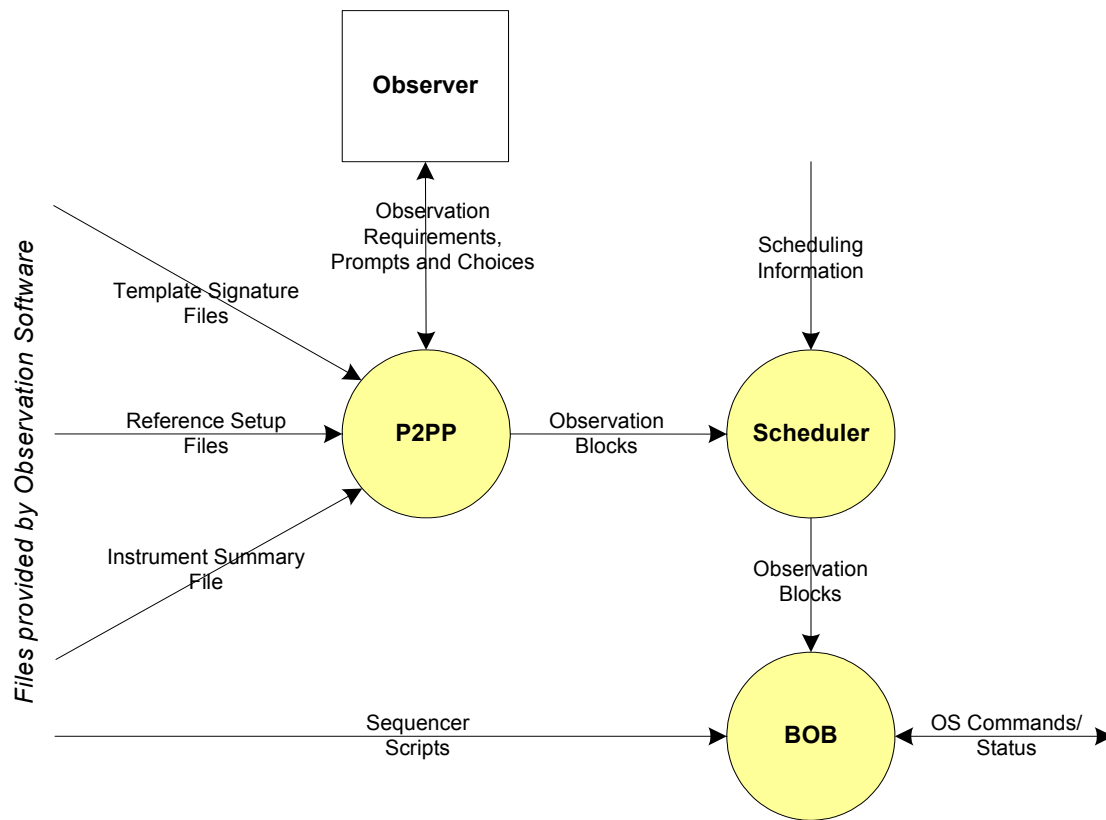 Observer
Observation
Requirements,
Prompts and Choices
Scheduling
Information
Files provided by Observation Software
Template Signature
Files
Reference Setup
Files
P2PP
Observation
Blocks
Scheduler
Instrument Summary
File
Observation
Blocks
Sequencer
Scripts
BOB
OS Commands/
Status